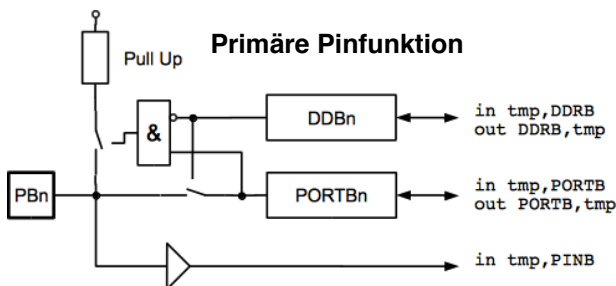 Primäre Pinfunktion
Pull Up
&
DDBn
in tmp,DDRB
out DDRB,tmp
PBn
PORTBn
in tmp,PORTB
out PORTB,tmp
in tmp,PINB